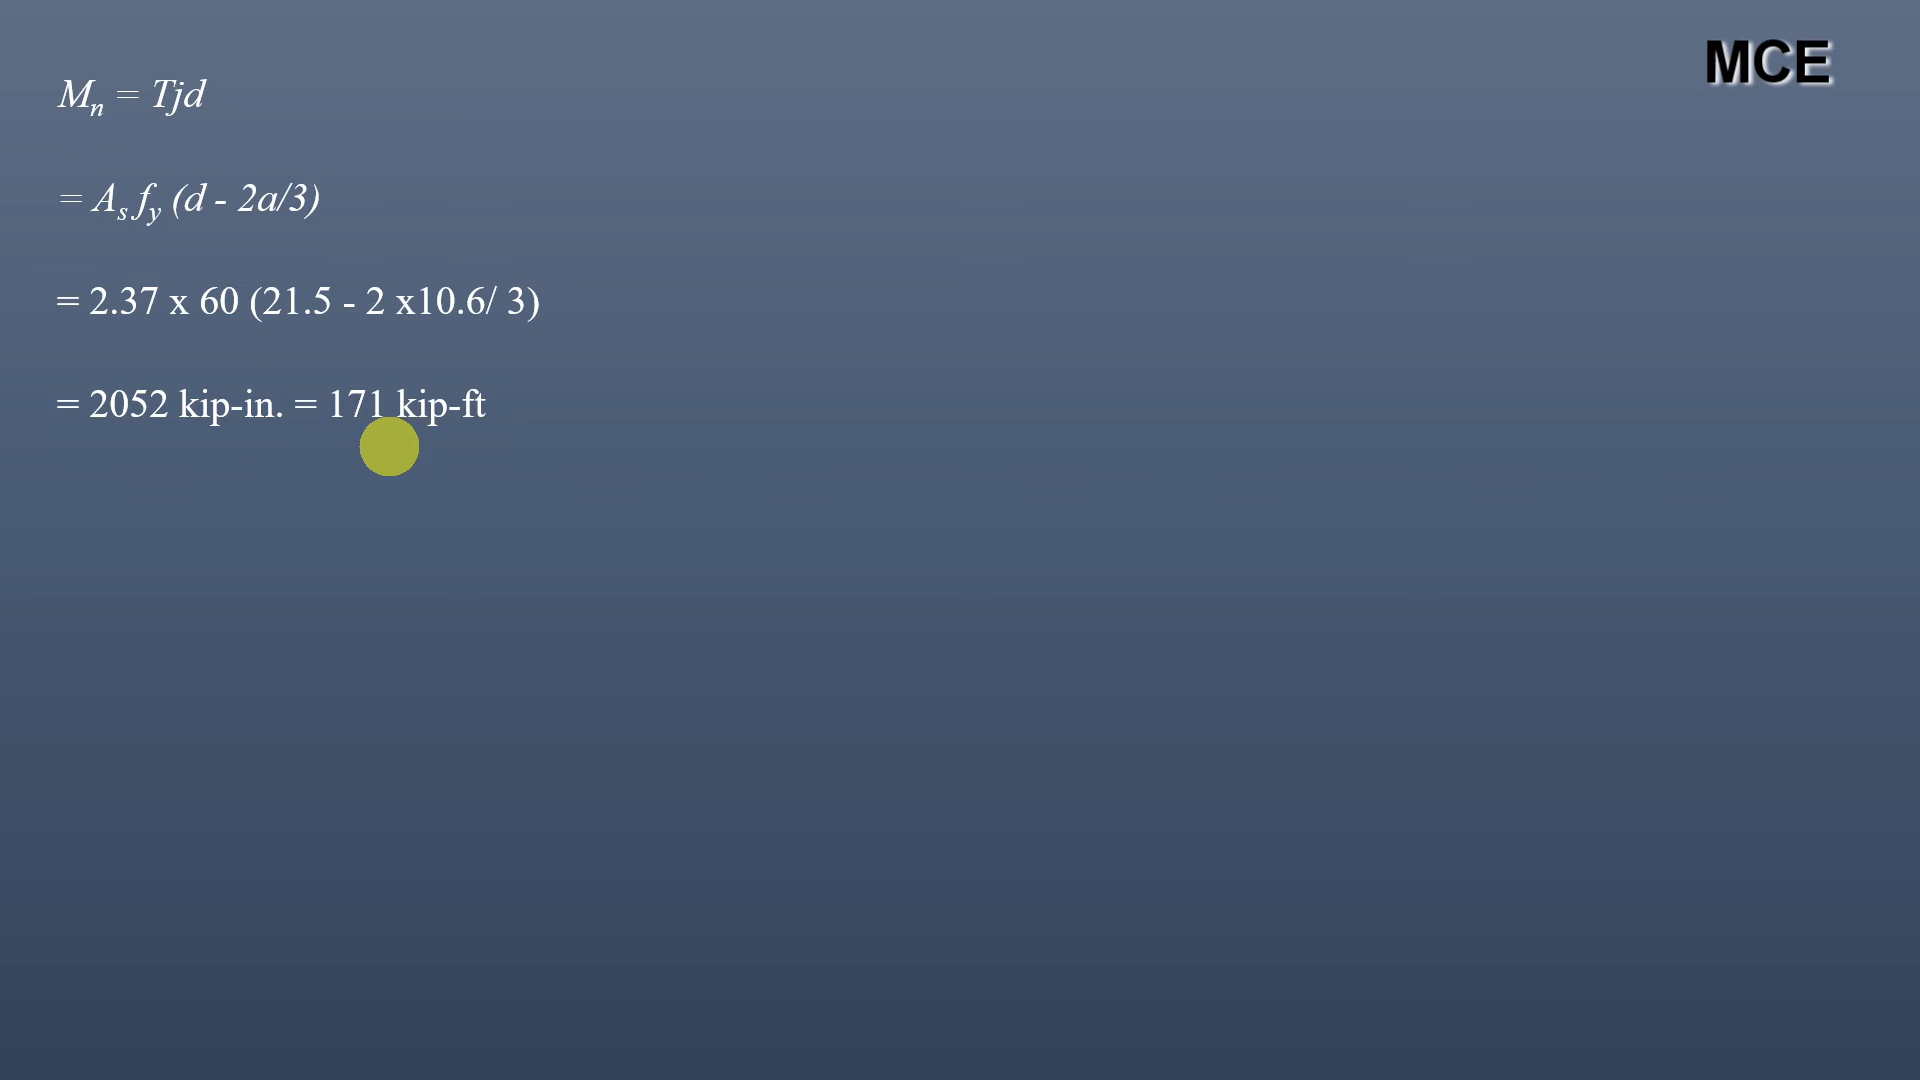 MCE
Mn = Tjd
= As fy (d - 2a/3)
= 2.37 x 60 (21.5 - 2 x10.6/ 3)
= 2052 kip-in. = 171 kip-ft